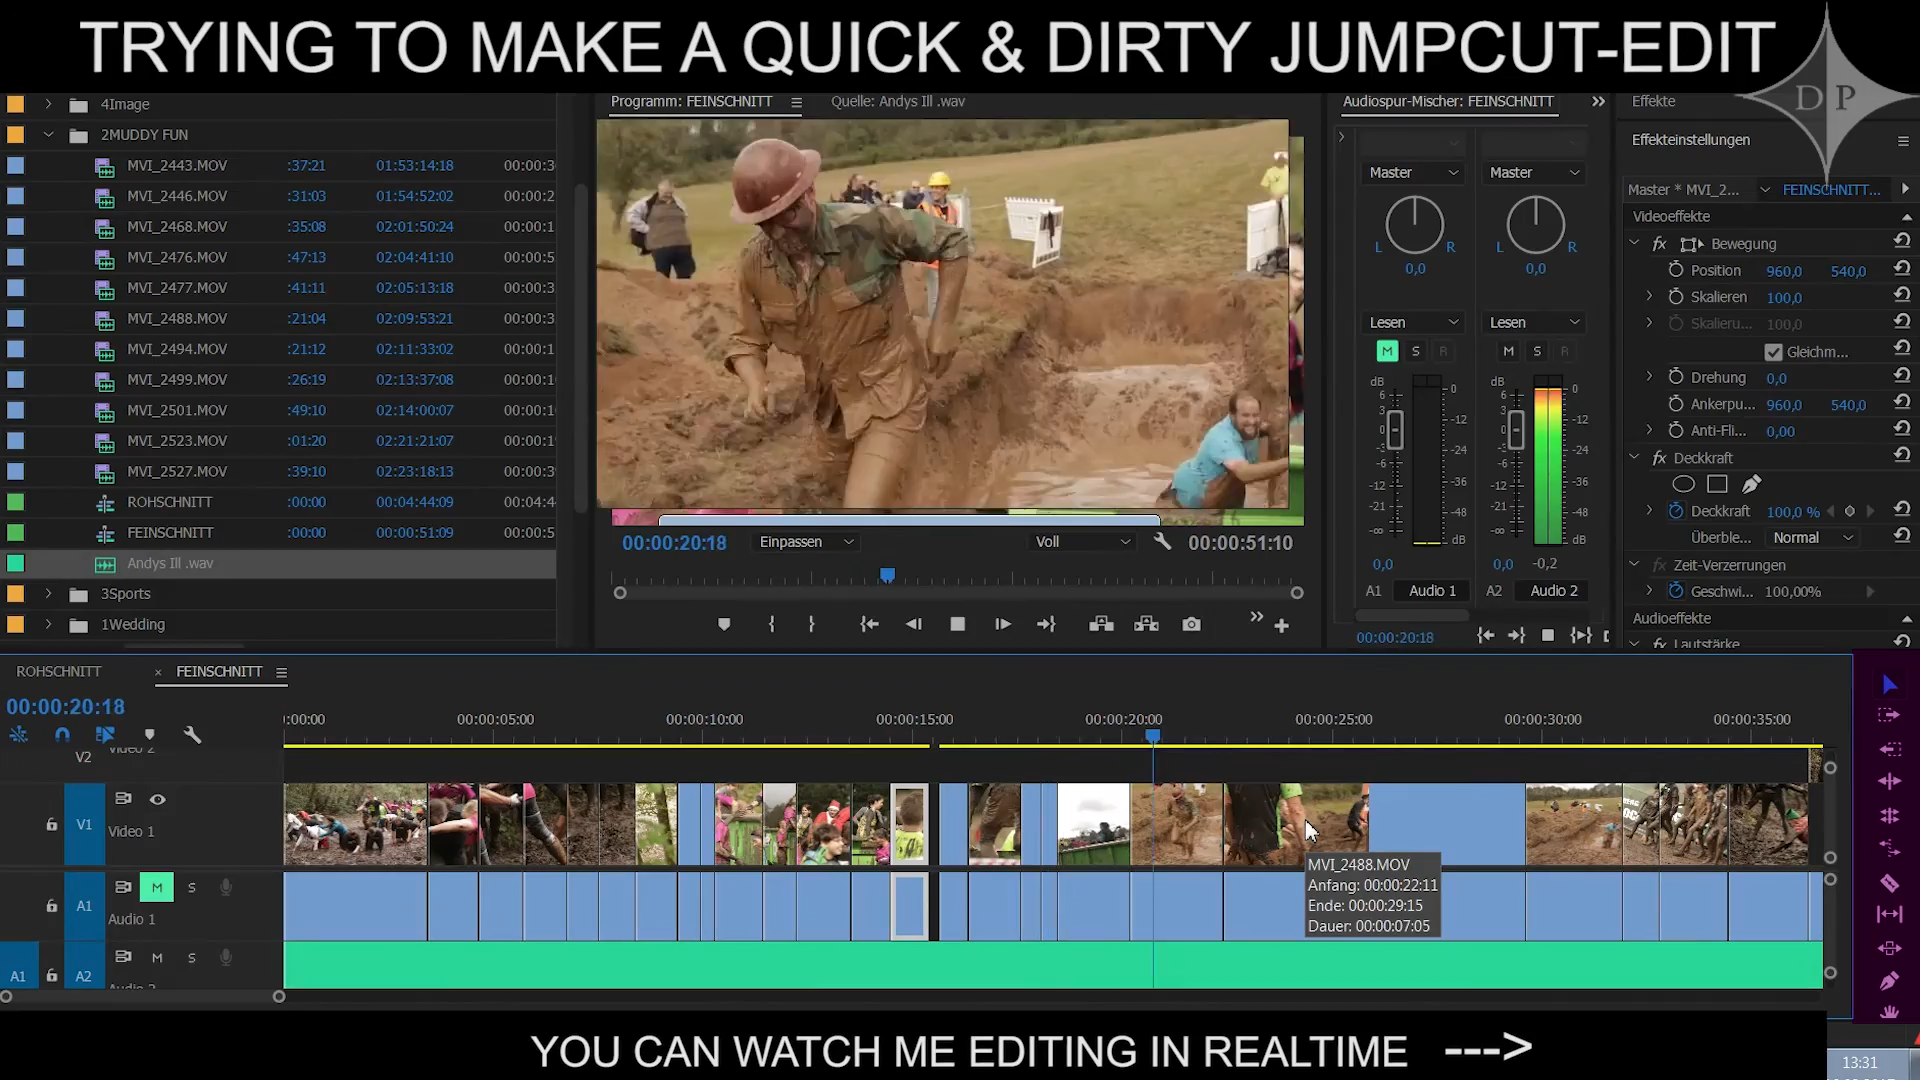 TRYING TO MAKE A QUICK & DIRTY JUMPCUT-EDIT
D P
4Image
2MUDDY FUN
MVI_2443.MOV :37:21 01:53:14:18 00:00:3
MVI_2446.MOV :31:03 01:54:52:02 00:00:3
MVI_2468.MOV :35:08 02:01:50:24 00:00:1
MVI_2476.MOV :47:13 02:04:41:10 00:00:5
MVI_2477.MOV :41:11 02:05:13:18 00:00:3
MVI_2488.MOV :21:04 02:09:53:21 00:00:3
MVI_2494.MOV :21:12 02:11:33:02 00:00:1
MVI_2499.MOV :26:19 02:13:37:08 00:00:1
MVI_2501.MOV :49:10 02:14:00:07 00:00:1
MVI_2523.MOV :01:20 02:21:21:07 00:00:1
MVI_2527.MOV :39:10 02:23:18:13 00:00:3
ROHSCHNITT :00:00 00:04:44:09 00:04:4
FEINSCHNITT :00:00 00:00:51:09 00:00:5
Andys Ill .wav
3Sports
1Wedding
Programm: FEINSCHNITT Quelle: Andys Ill .wav
00:00:20:18 Einpassen Voll 00:00:51:10
Audiospur-Mischer: FEINSCHNITT
Master Master
L R L R
0,0 0,0
Lesen Lesen
M S R M S R
dB dB
6 0 6 0
3 3
0 -12 0 -12
-3 -3
-6 -24 -6 -24
-12 -36 -12 -36
-21 -48 -21 -48
-∞ dB -∞ dB
0,0 0,0 -0,2
A1 Audio 1 A2 Audio 2
00:00:20:18
Effekte
Effekteinstellungen
Master * MVI_2... FEINSCHNITT...
Videoeffekte
fx Bewegung
Position 960,0 540,0
Skalieren 100,0
Skalieru... 100,0
Gleichm...
Drehung 0,0
Ankerpu... 960,0 540,0
Anti-Fli... 0,00
fx Deckkraft
Deckkraft 100,0 %
Überble... Normal
fx Zeit-Verzerrungen
Geschwi... 100,00%
Audioeffekte
fx Lautstärke
ROHSCHNITT × FEINSCHNITT
00:00:20:18
:00:00 00:00:05:00 00:00:10:00 00:00:15:00 00:00:20:00 00:00:25:00 00:00:30:00 00:00:35:00
V2 Video 2
V1 Video 1
MVI_2488.MOV
Anfang: 00:00:22:11
Ende: 00:00:29:15
Dauer: 00:00:07:05
M S
A1 Audio 1
M S
A1 A2 Audio 2
YOU CAN WATCH ME EDITING IN REALTIME --->
13:31